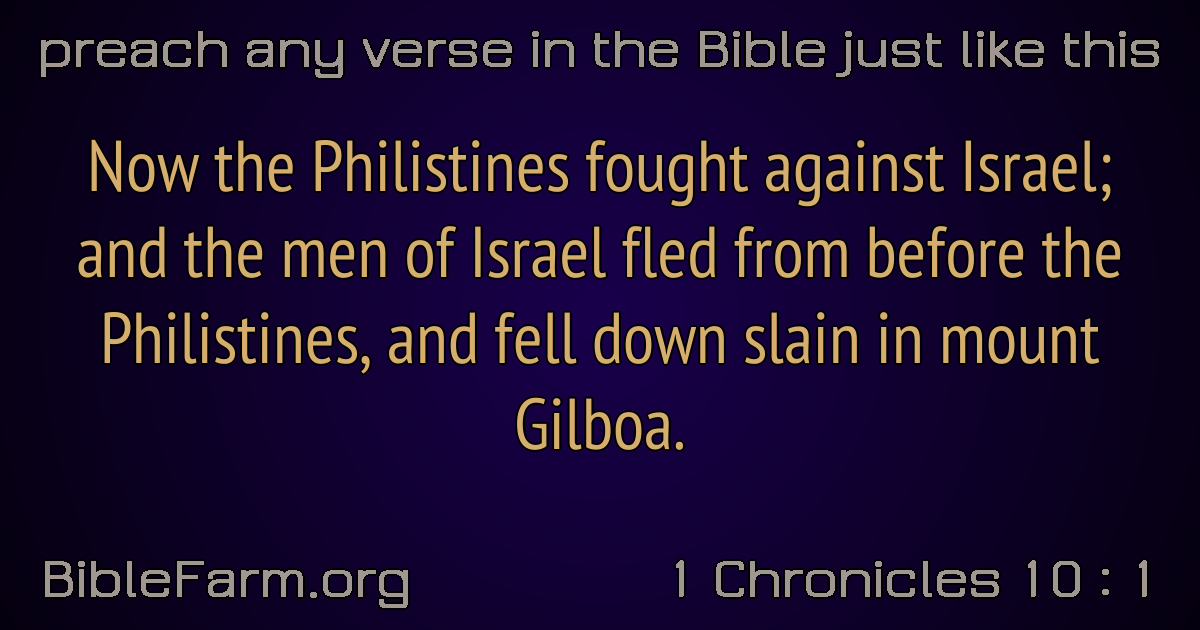 preach any verse in the Bible just like this
Now the Philistines fought against Israel;
and the men of Israel fled from before the
Philistines, and fell down slain in mount
Gilboa.
BibleFarm.org
1 Chronicles 10 : 1